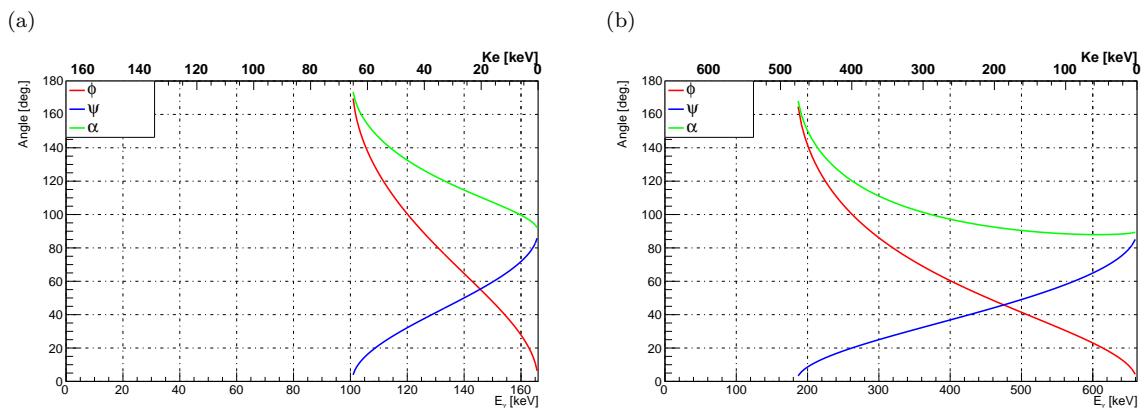 (a)
Ke [keV]
160 140 120 100 80 60 40 20 0
Angle [deg.]
180
160
140
120
100
80
60
40
20
0
ϕ
ψ
α
0 20 40 60 80 100 120 140 160
Eγ [keV]
(b)
Ke [keV]
600 500 400 300 200 100 0
Angle [deg.]
180
160
140
120
100
80
60
40
20
0
ϕ
ψ
α
0 100 200 300 400 500 600
Eγ [keV]